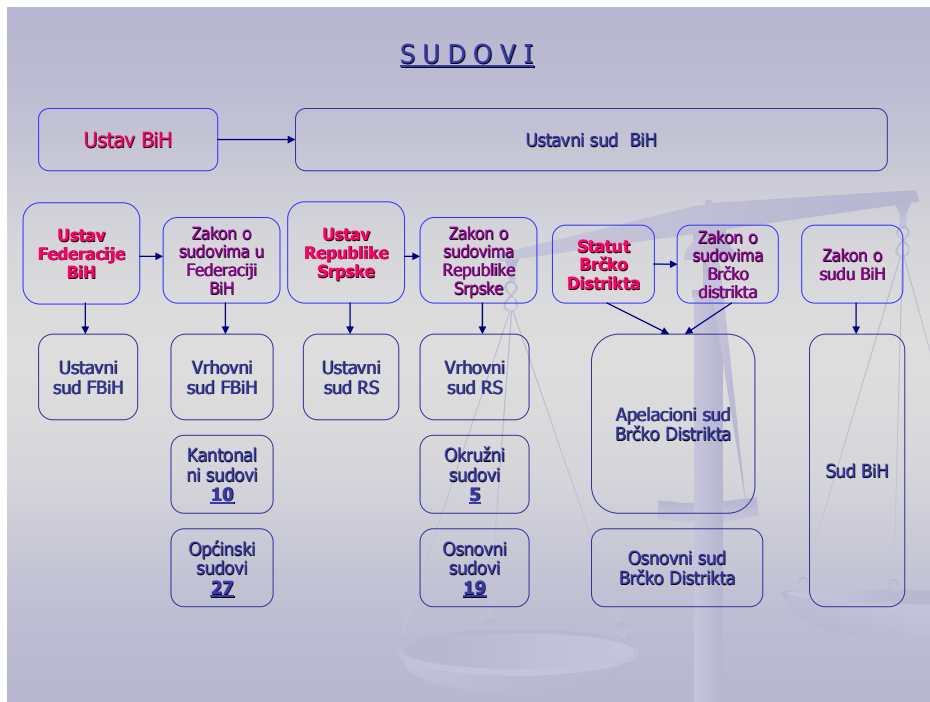 S U D O V I
Ustav BiH
Ustavni sud  BiH
Ustav
Federacije
BiH
Zakon o
sudovima u
Federaciji
BiH
Ustav
Republike
Srpske
Zakon o
sudovima
Republike
Srpske
Statut
Brčko
Distrikta
Zakon o
sudovima
Brčko
distrikta
Zakon o
sudu BiH
Ustavni
sud FBiH
Vrhovni
sud FBiH
Ustavni
sud RS
Vrhovni
sud RS
Apelacioni sud
Brčko Distrikta
Sud BiH
Kantonal
ni sudovi
10
Okružni
sudovi
5
Općinski
sudovi
27
Osnovni
sudovi
19
Osnovni sud
Brčko Distrikta